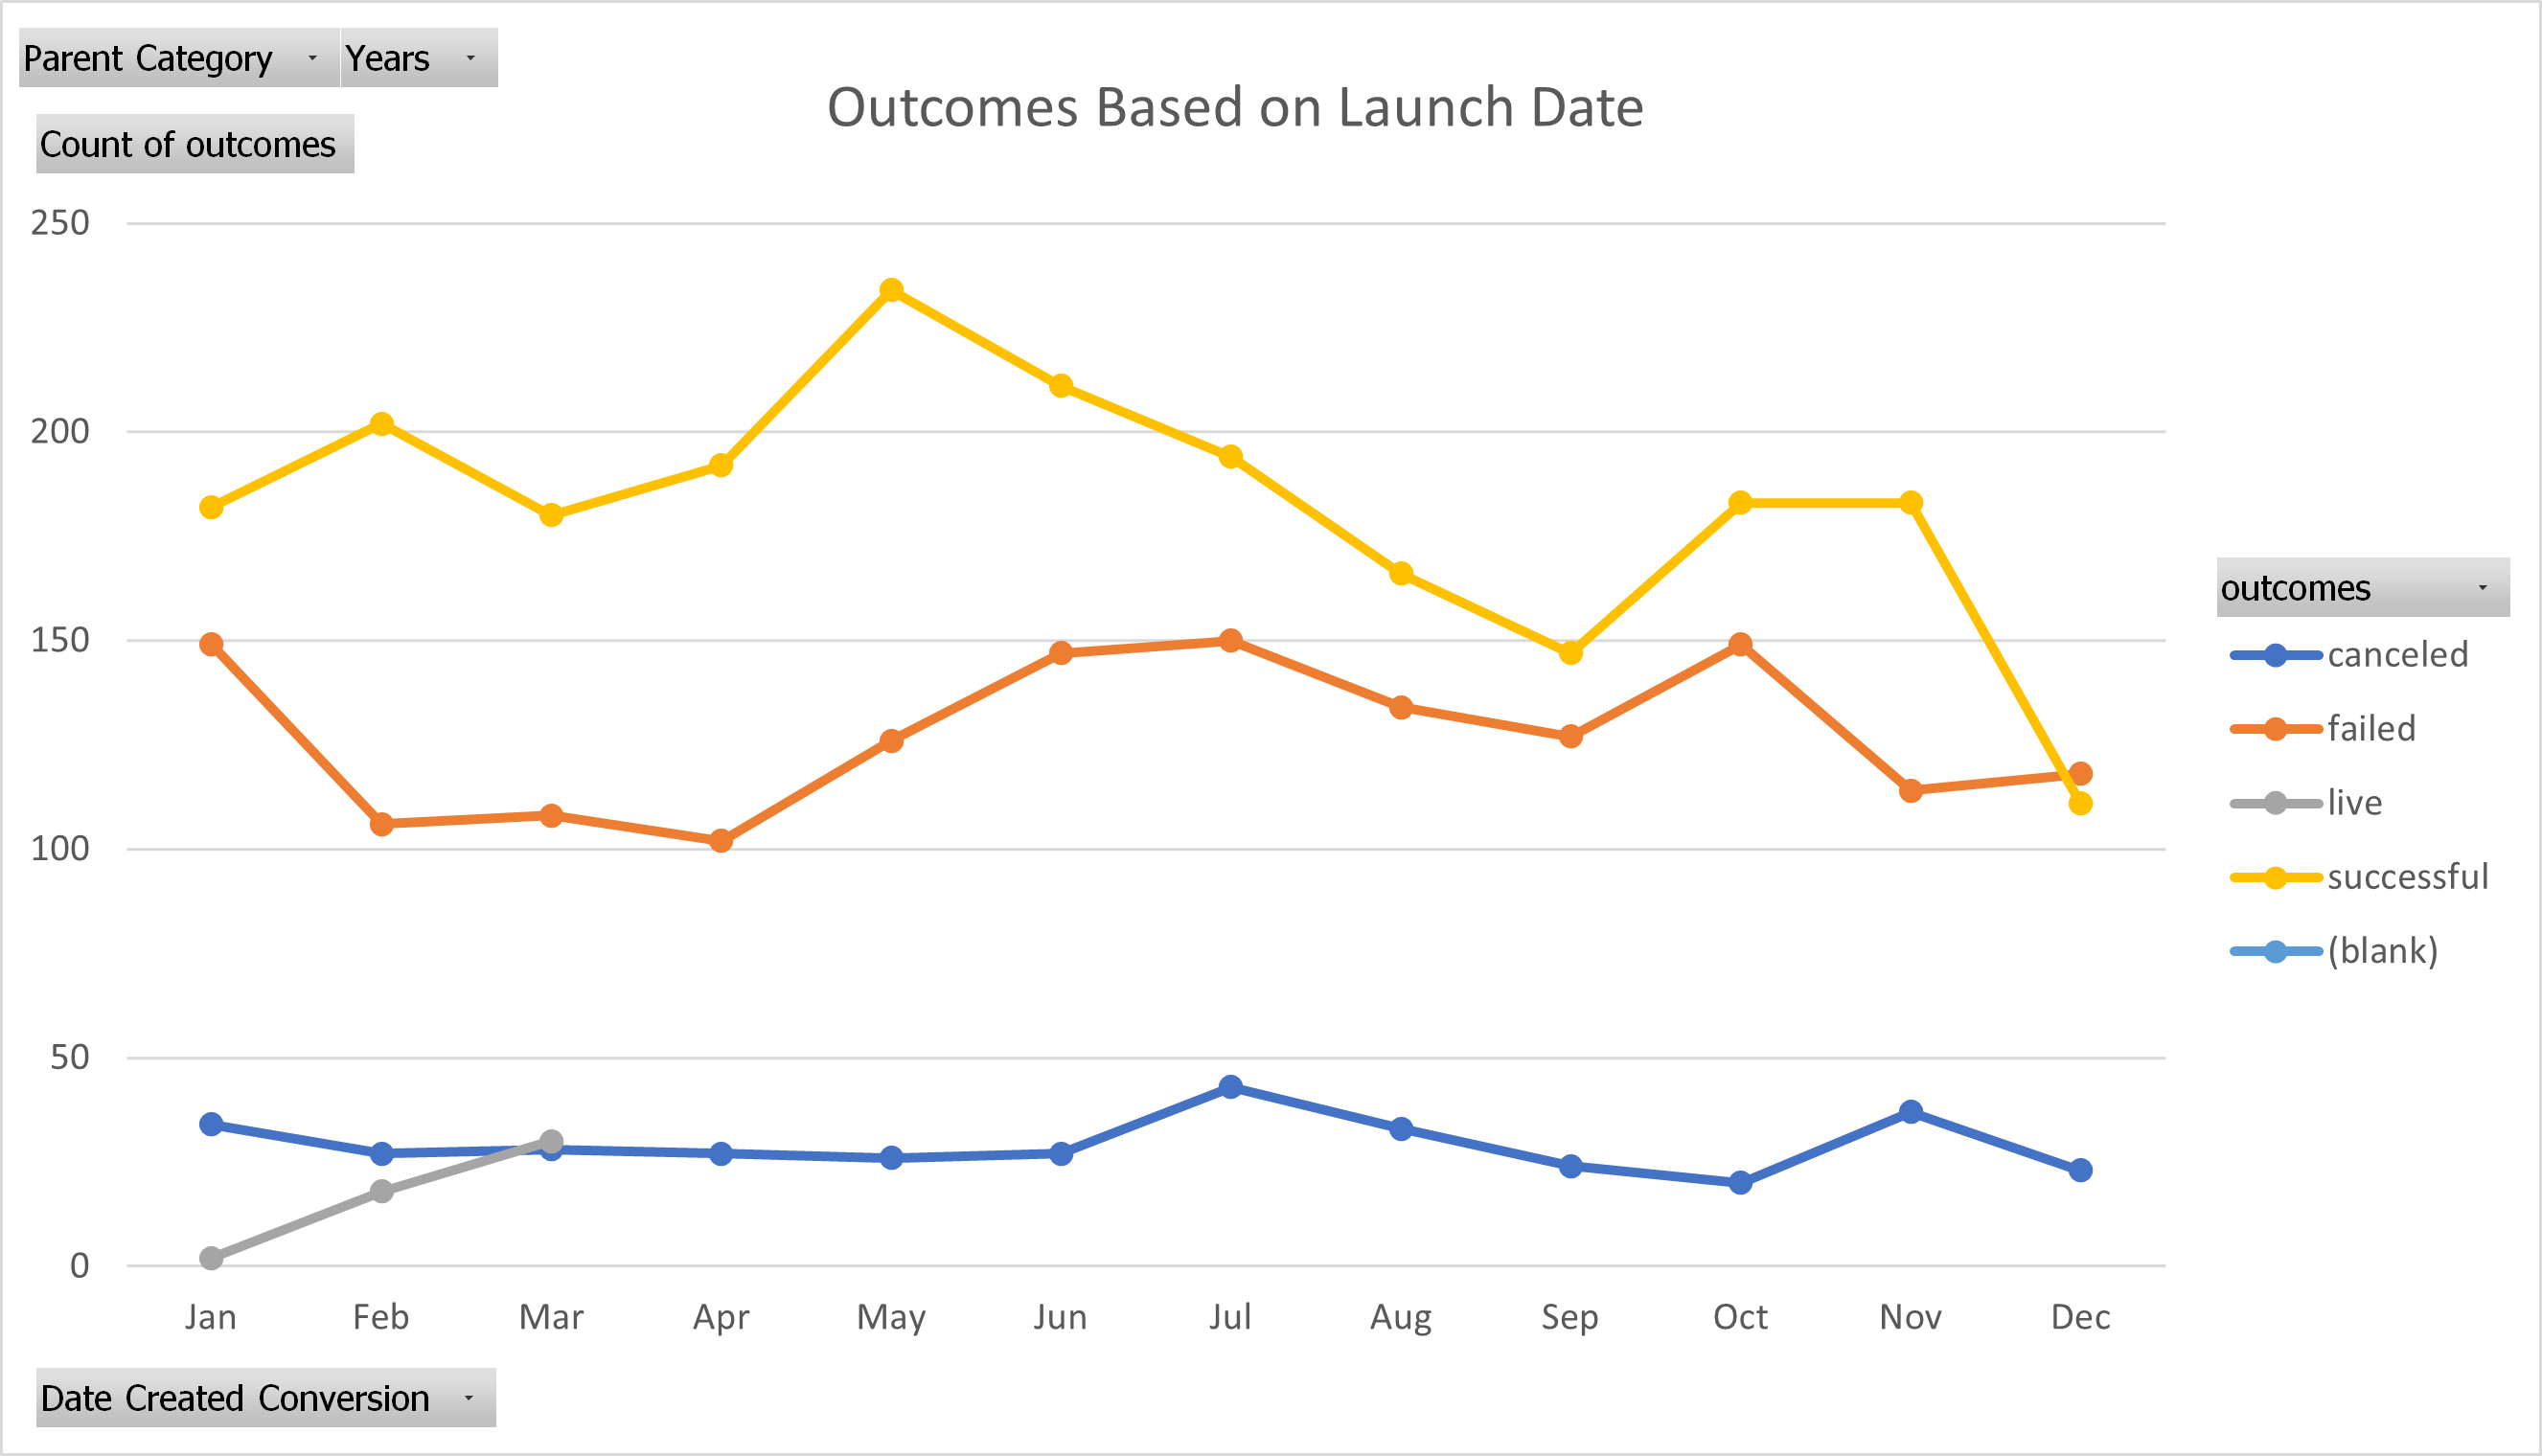 Parent Category Years
Outcomes Based on Launch Date
Count of outcomes
250
200
150
100
50
0
Jan Feb Mar Apr May Jun Jul Aug Sep Oct Nov Dec
outcomes
canceled
failed
live
successful
(blank)
Date Created Conversion